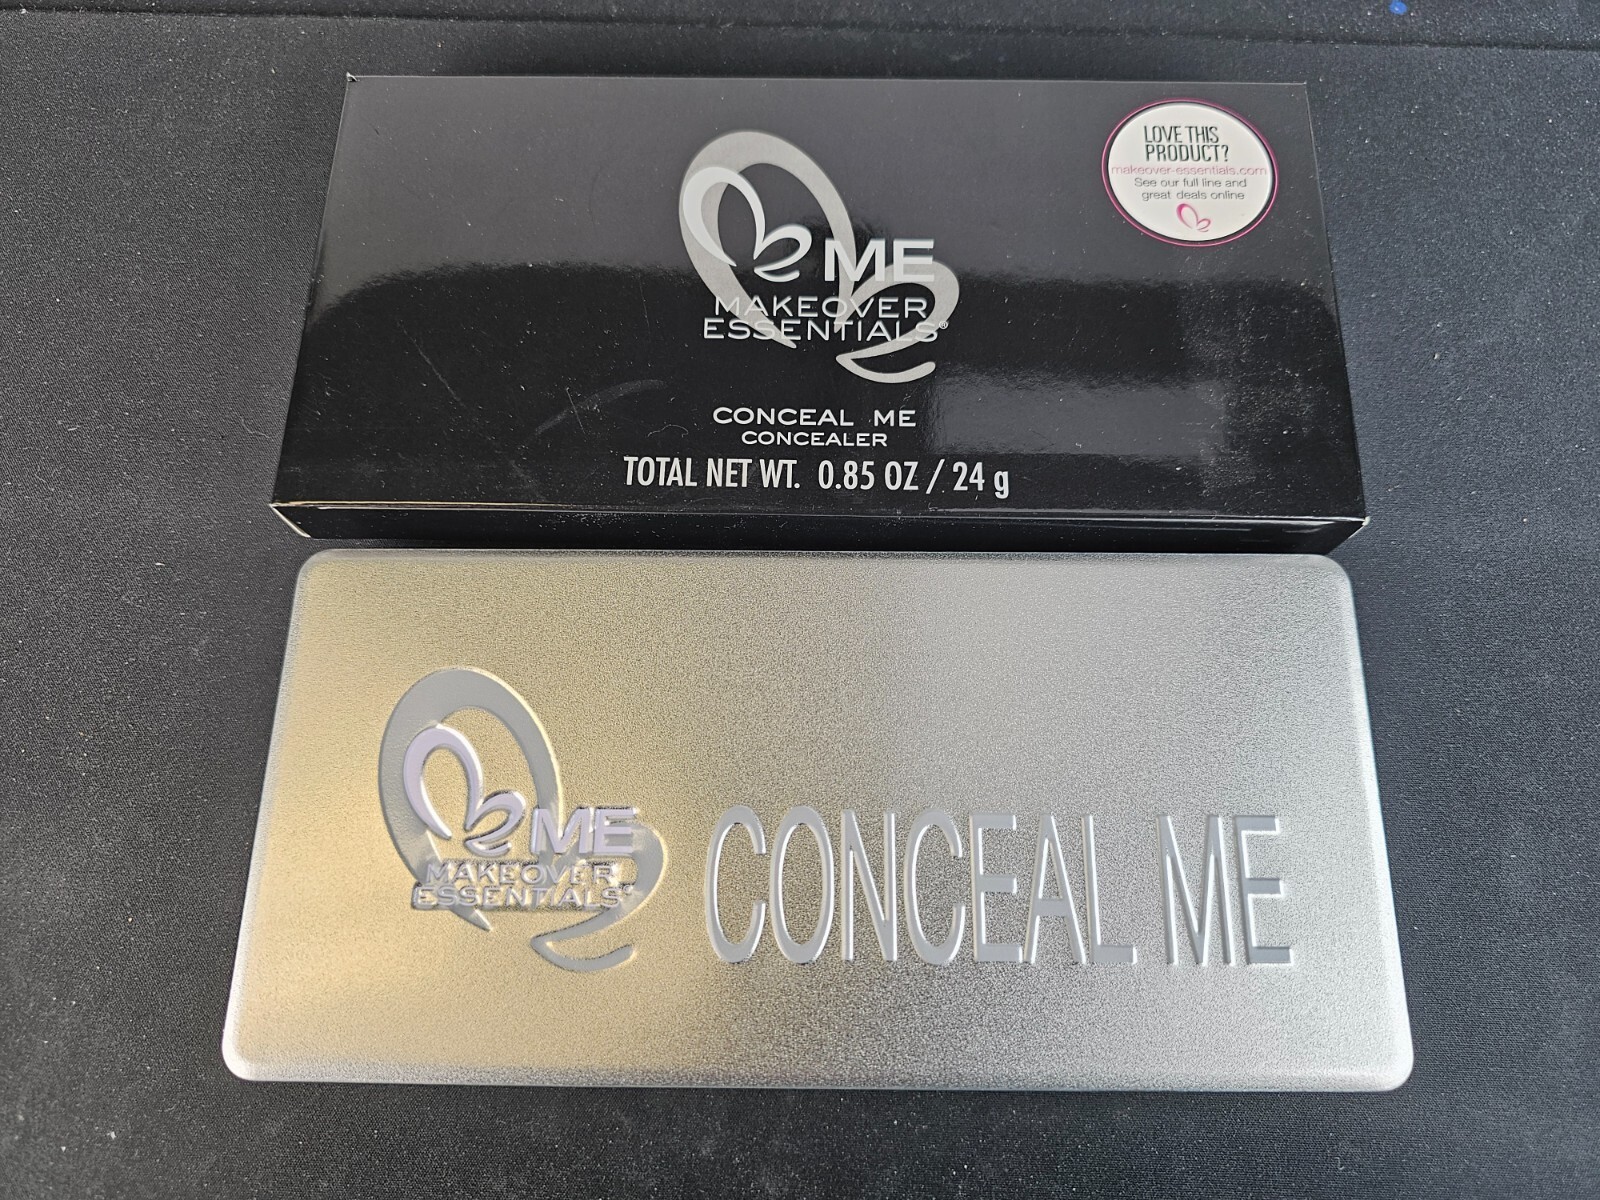 LOVE THIS
PRODUCT?
makeover-essentials.com
See our full line and
great deals online
ME
MAKEOVER
ESSENTIALS®
CONCEAL ME
CONCEALER
TOTAL NET WT. 0.85 OZ / 24 g
ME
MAKEOVER
ESSENTIALS®
CONCEAL ME